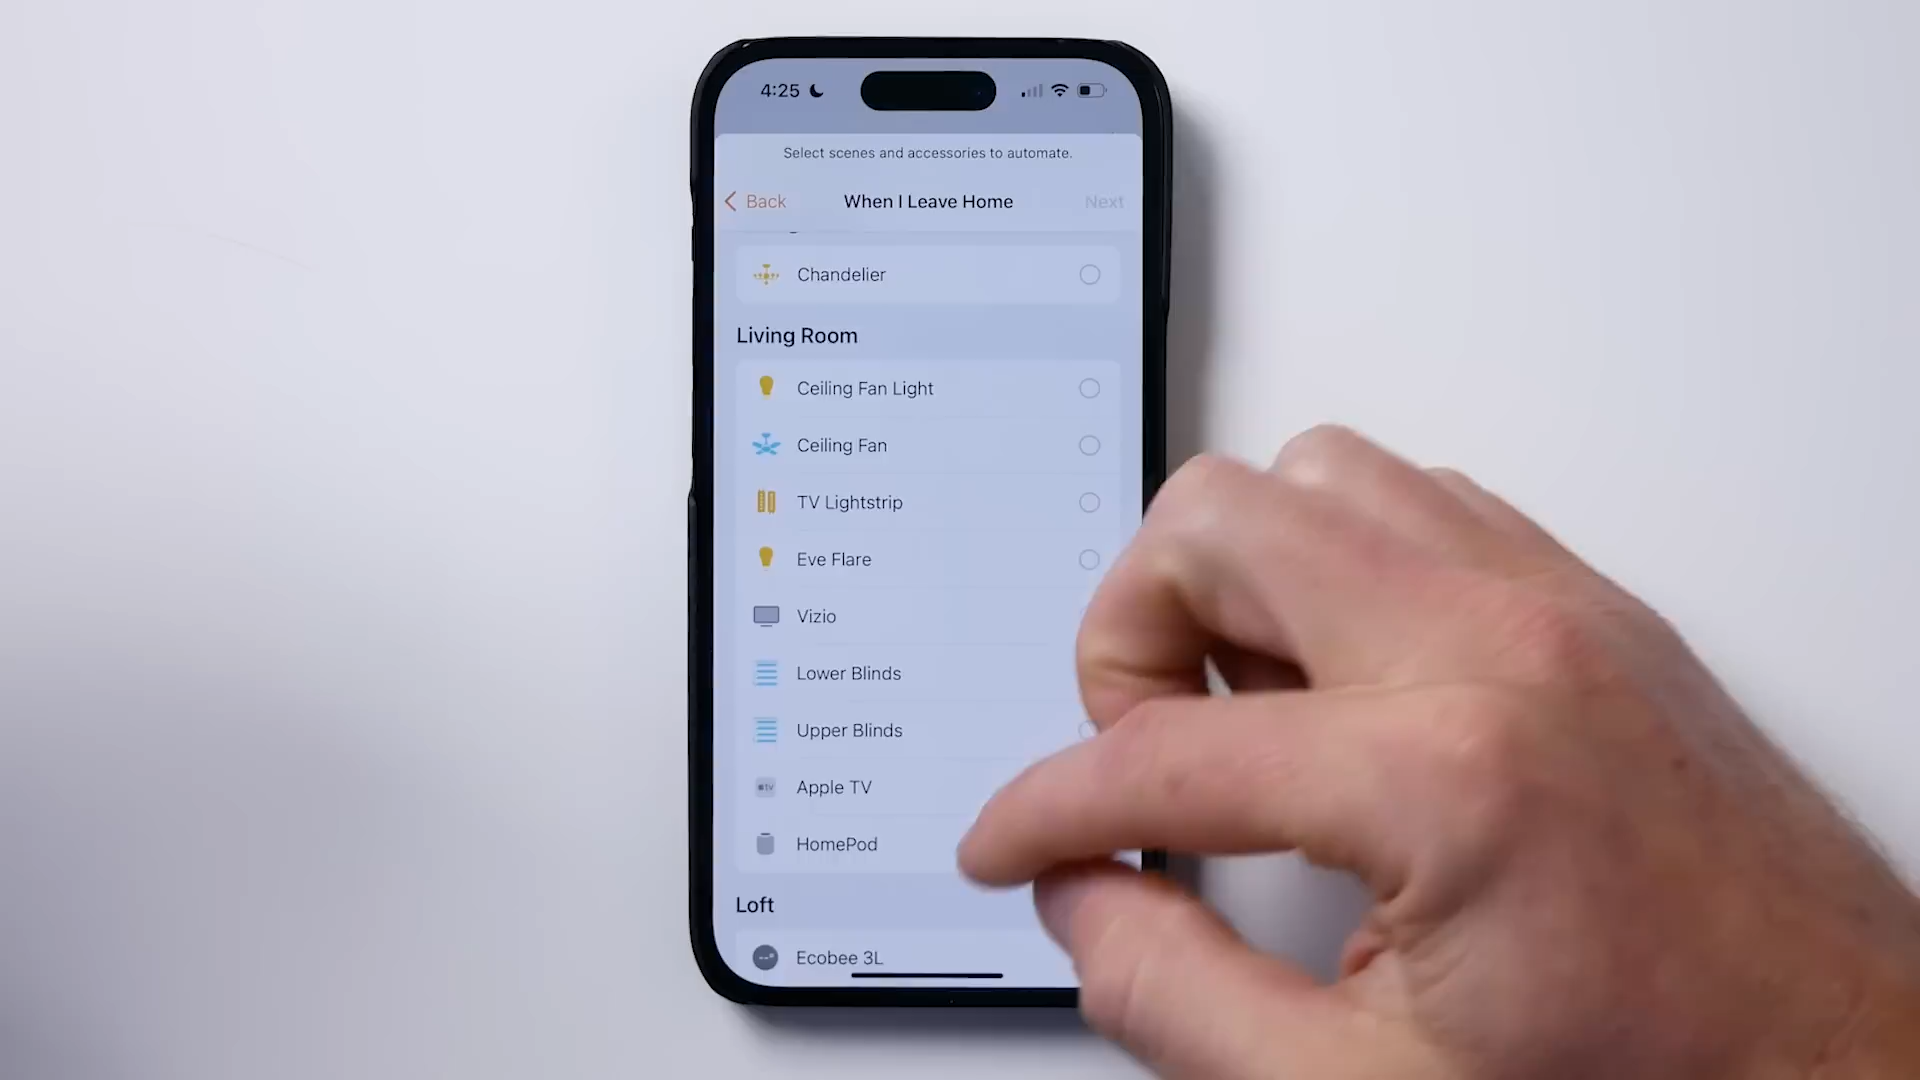 4:25
Select scenes and accessories to automate.
Back
When I Leave Home
Next
Chandelier
Living Room
Ceiling Fan Light
Ceiling Fan
TV Lightstrip
Eve Flare
Vizio
Lower Blinds
Upper Blinds
tv
Apple TV
HomePod
Loft
Ecobee 3L